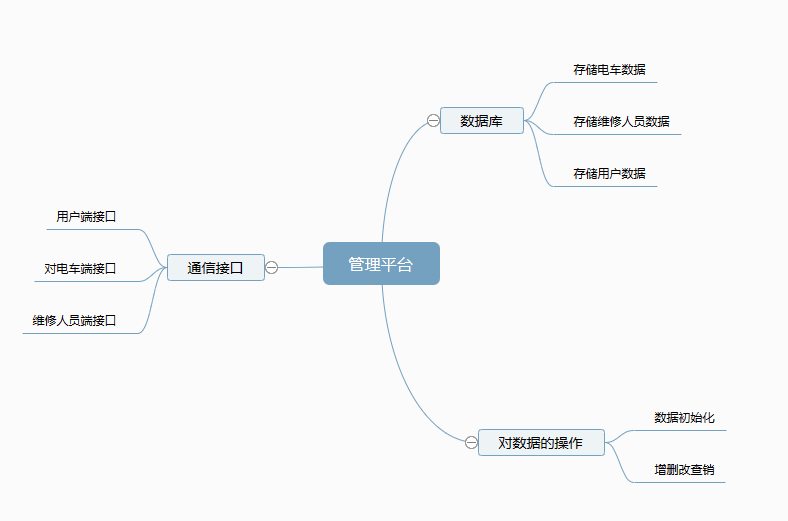 存储电车数据
数据库
存储维修人员数据
存储用户数据
用户端接口
对电车端接口
通信接口
维修人员端接口
管理平台
对数据的操作
数据初始化
增删改查销